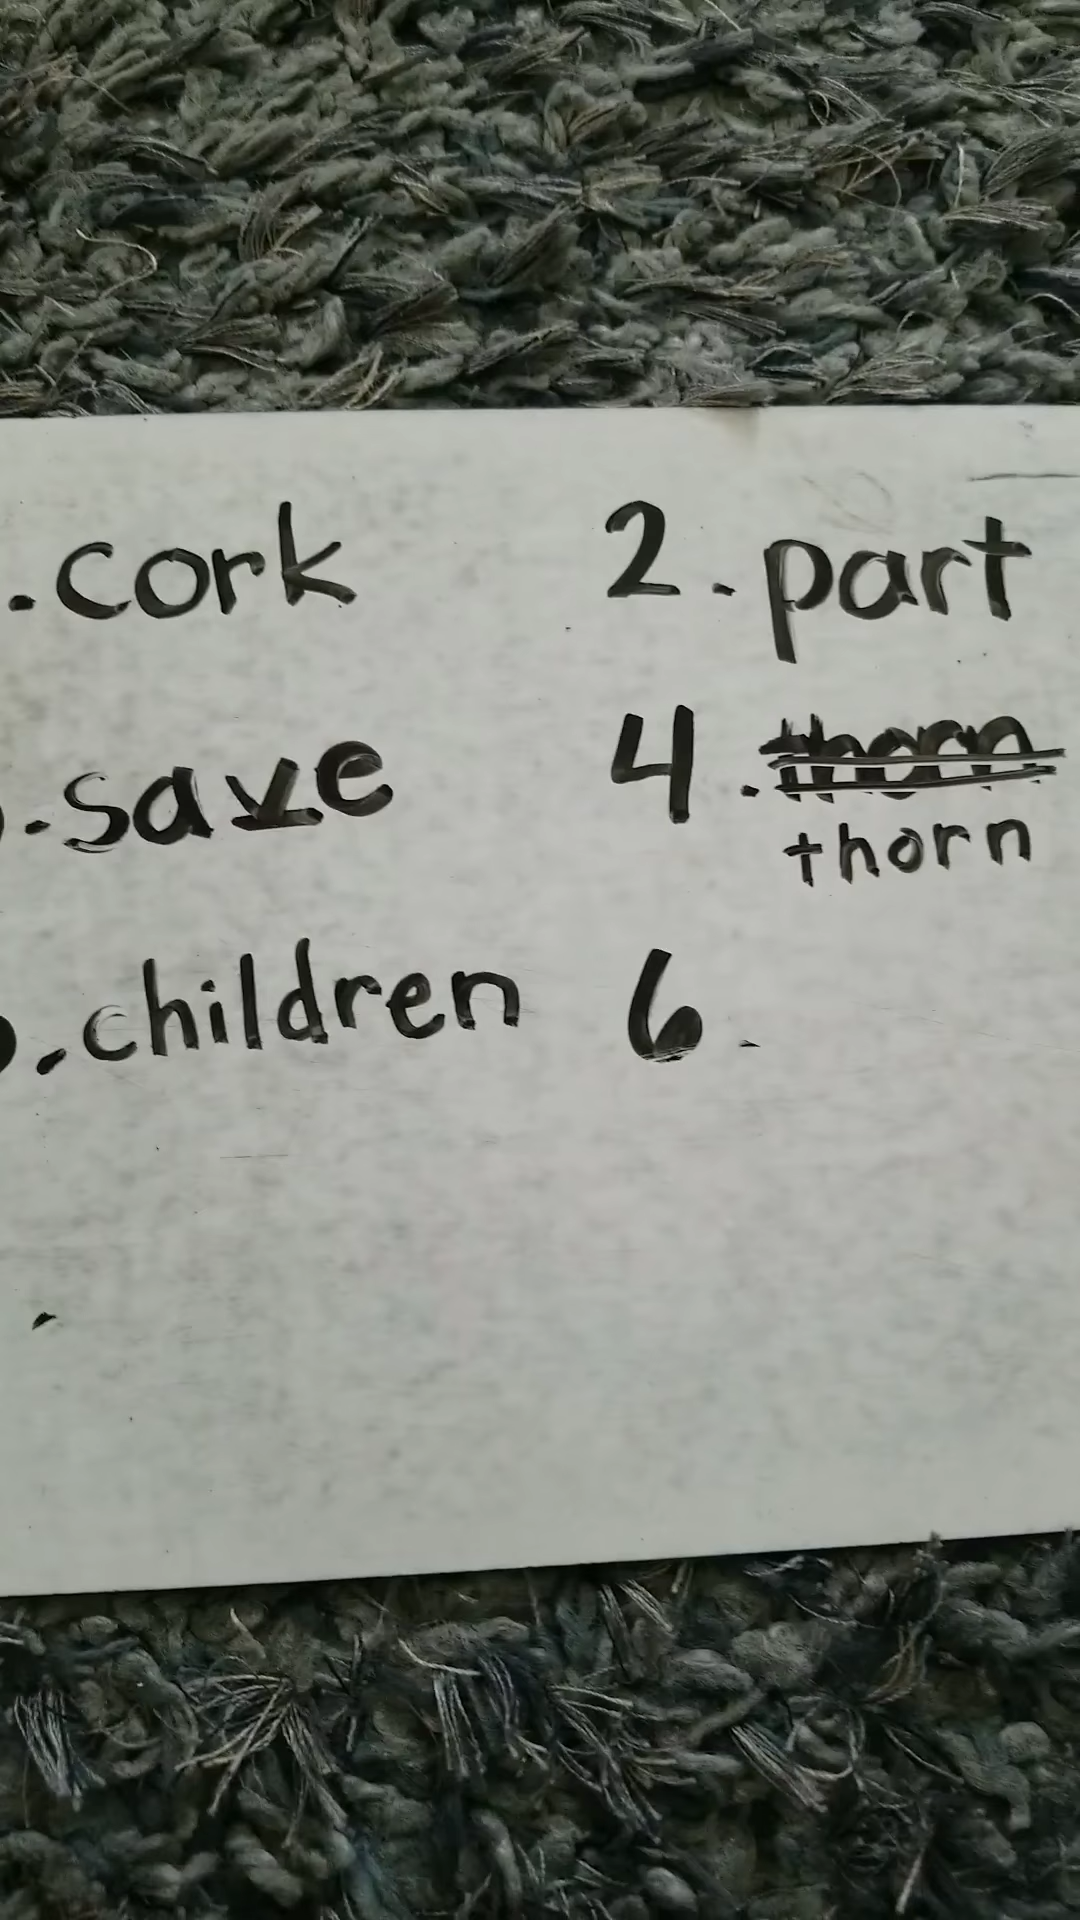 . cork 2. part
. save 4. thorn
thorn
. children 6.